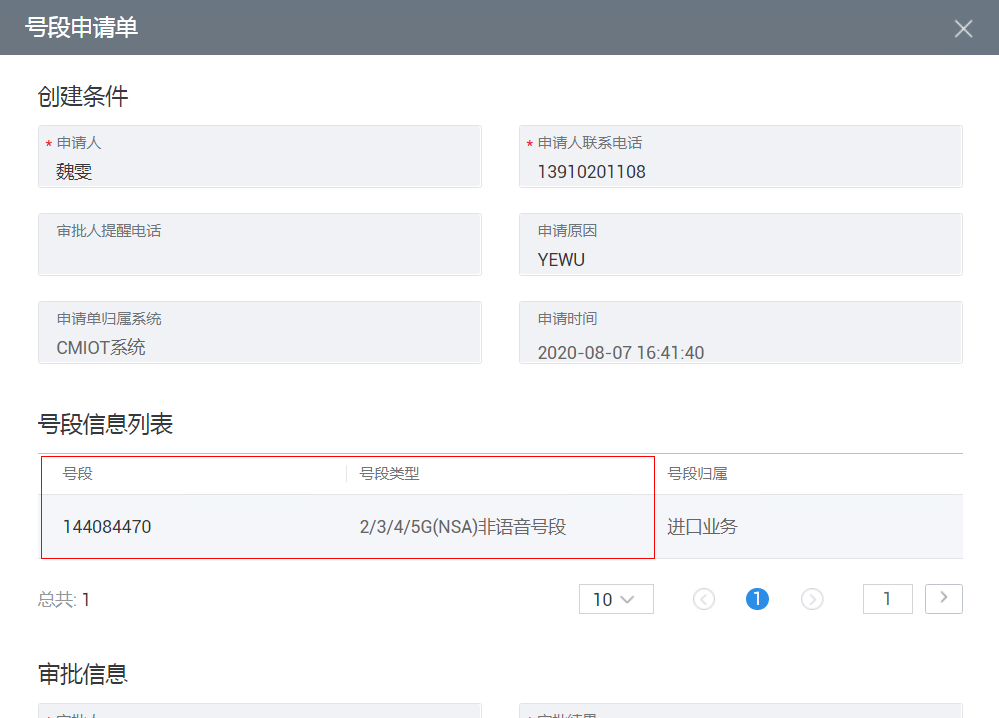 号段申请单
创建条件
* 申请人
魏雯
* 申请人联系电话
13910201108
审批人提醒电话
申请原因
YEWU
申请单归属系统
CMIOT系统
申请时间
2020-08-07 16:41:40
号段信息列表
号段 号段类型 号段归属
144084470 2/3/4/5G(NSA)非语音号段 进口业务
总共: 1 10 1 1
审批信息